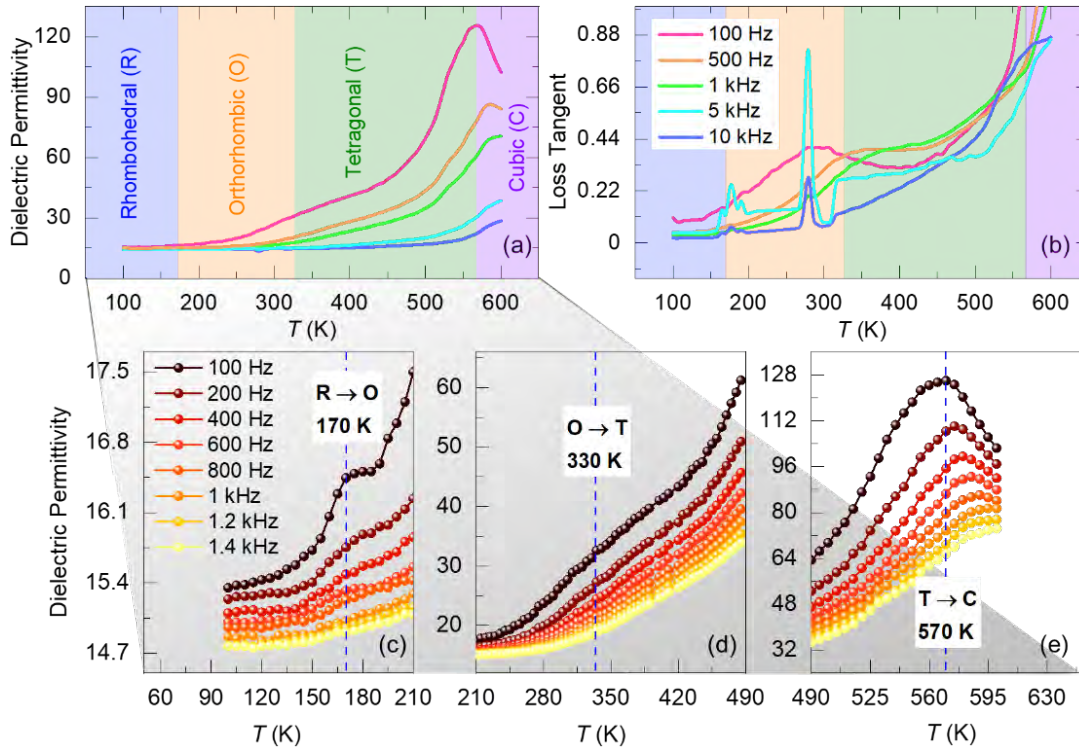 Dielectric Permittivity
120
90
60
30
0
Rhombohedral (R)
Orthorhombic (O)
Tetragonal (T)
Cubic (C)
(a)
100 200 300 400 500 600
T (K)
Loss Tangent
0.88
0.66
0.44
0.22
0
100 Hz
500 Hz
1 kHz
5 kHz
10 kHz
(b)
100 200 300 400 500 600
T (K)
Dielectric Permittivity
17.5
16.8
16.1
15.4
14.7
100 Hz
200 Hz
400 Hz
600 Hz
800 Hz
1 kHz
1.2 kHz
1.4 kHz
R → O
170 K
(c)
60 90 120 150 180 210
T (K)
60
50
40
30
20
O → T
330 K
(d)
210 280 350 420 490
T (K)
128
112
96
80
64
48
32
T → C
570 K
(e)
490 525 560 595 630
T (K)